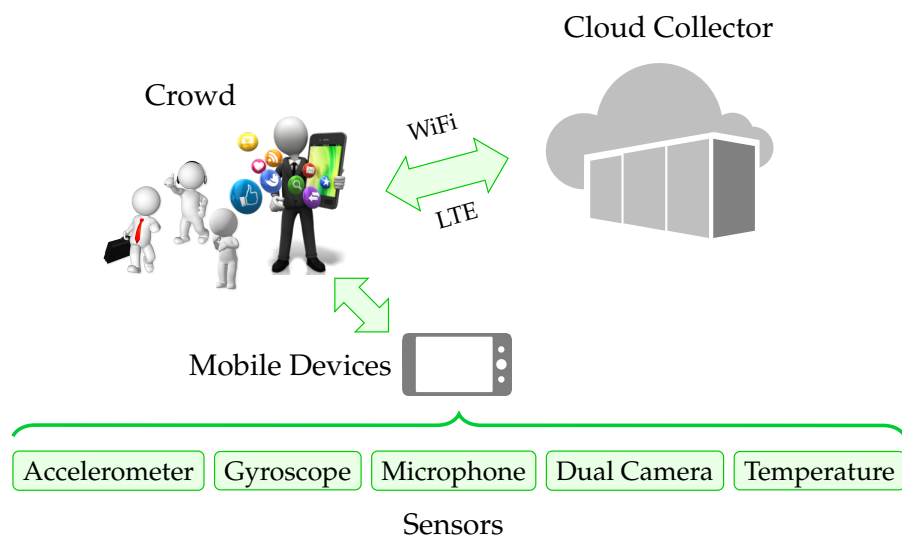 Cloud Collector
Crowd
WiFi
LTE
Mobile Devices
Accelerometer
Gyroscope
Microphone
Dual Camera
Temperature
Sensors